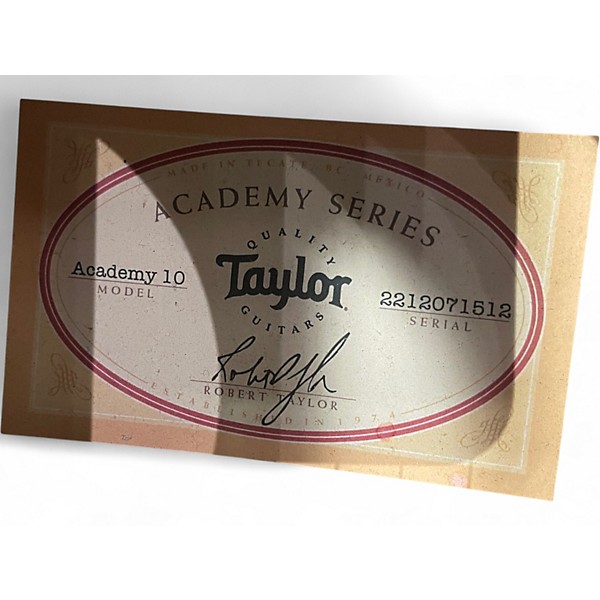 MADE IN TECATE, BC, MEXICO
ACADEMY SERIES
QUALITY
Taylor
GUITARS
Academy 10
MODEL
2212071512
SERIAL
ROBERT TAYLOR
ESTABLISHED IN 1974